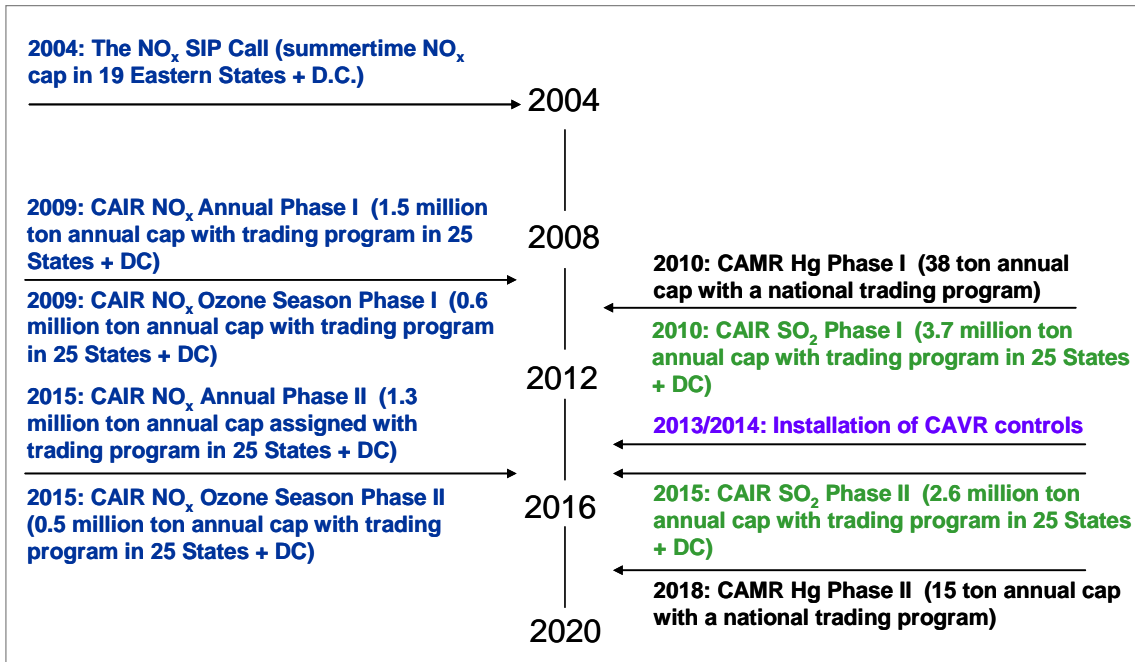 2004: The NOx SIP Call (summertime NOx
cap in 19 Eastern States + D.C.)
2004
2009: CAIR NOx Annual Phase I (1.5 million
ton annual cap with trading program in 25
States + DC)
2008
2010: CAMR Hg Phase I (38 ton annual
cap with a national trading program)
2009: CAIR NOx Ozone Season Phase I (0.6
million ton annual cap with trading program
in 25 States + DC)
2010: CAIR SO2 Phase I (3.7 million ton
annual cap with trading program in 25 States
+ DC)
2012
2015: CAIR NOx Annual Phase II (1.3
million ton annual cap assigned with
trading program in 25 States + DC)
2013/2014: Installation of CAVR controls
2015: CAIR NOx Ozone Season Phase II
(0.5 million ton annual cap with trading
program in 25 States + DC)
2016
2015: CAIR SO2 Phase II (2.6 million ton
annual cap with trading program in 25 States
+ DC)
2018: CAMR Hg Phase II (15 ton annual cap
with a national trading program)
2020